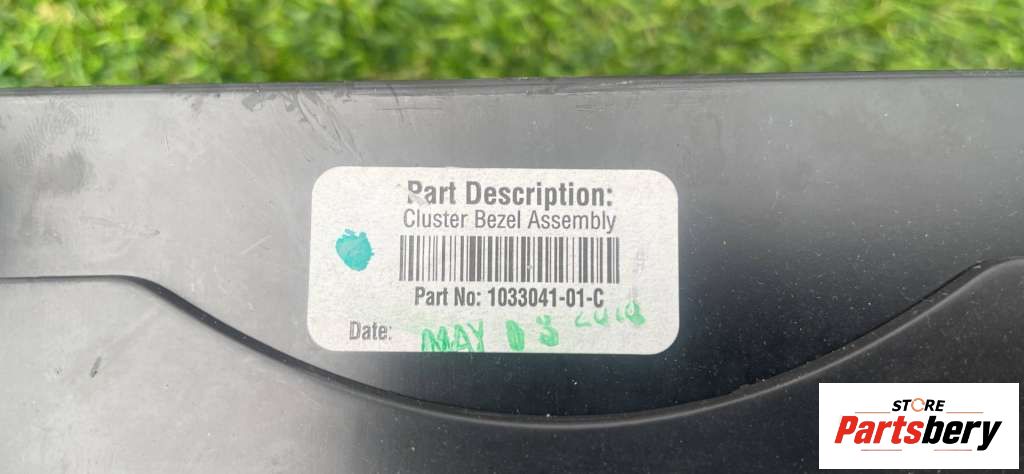 Part Description:
Cluster Bezel Assembly
Part No: 1033041-01-C
Date: MAY 03 2018
STORE
Partsbery